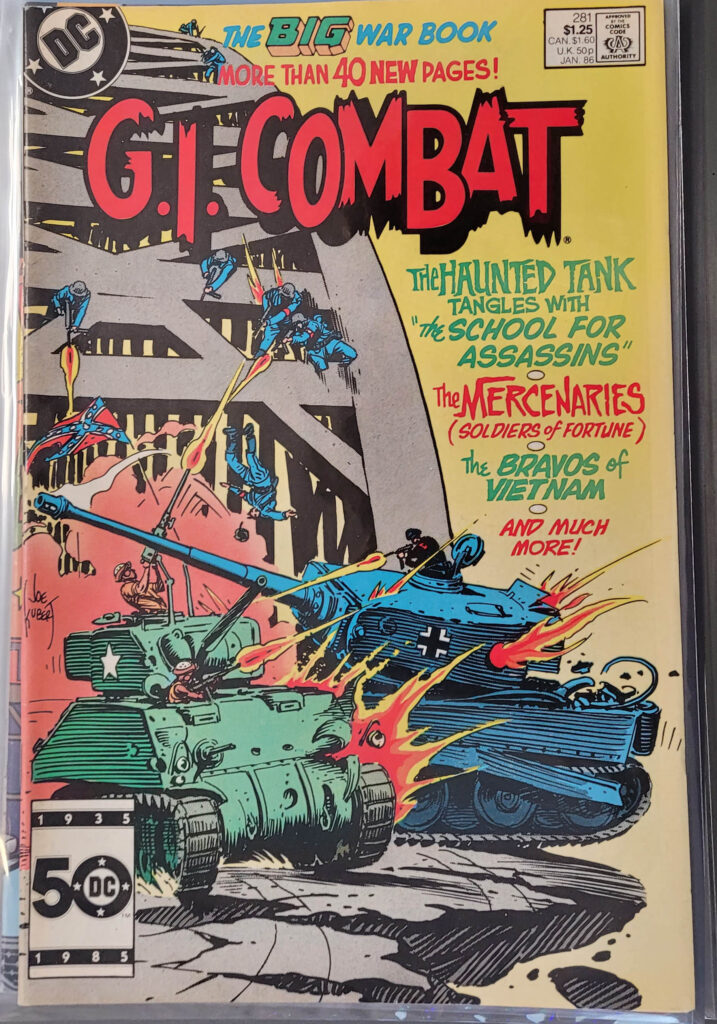 DC
THE BIG WAR BOOK
MORE THAN 40 NEW PAGES!
281
$1.25
CAN. $1.60
U.K. 50p
JAN. 86
APPROVED
BY THE
COMICS
CODE
AUTHORITY
G.I. COMBAT
®
The HAUNTED TANK
TANGLES WITH
"the SCHOOL FOR
ASSASSINS"
The MERCENARIES
(SOLDIERS of FORTUNE)
The BRAVOS of
VIETNAM
AND MUCH
MORE!
JOE
KUBERT
1935
50 DC
TM
1985